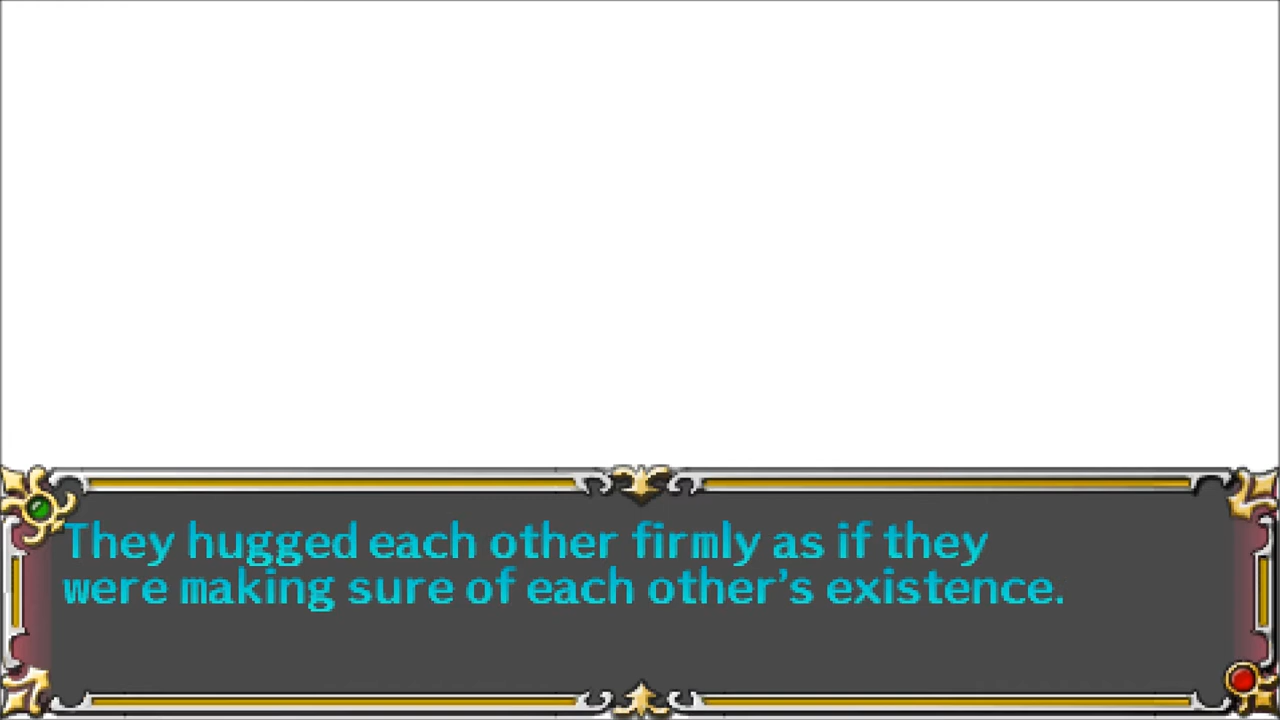 They hugged each other firmly as if they
were making sure of each other's existence.